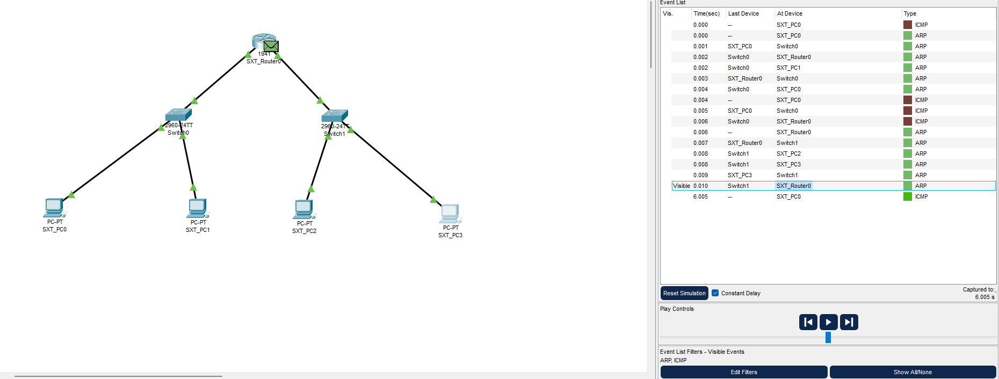 1941
SXT_Router0
2960-24TT
Switch0
2960-24TT
Switch1
PC-PT
SXT_PC0
PC-PT
SXT_PC1
PC-PT
SXT_PC2
PC-PT
SXT_PC3
Event List
Vis. Time(sec) Last Device At Device Type
0.000 -- SXT_PC0 ICMP
0.000 -- SXT_PC0 ARP
0.001 SXT_PC0 Switch0 ARP
0.002 Switch0 SXT_Router0 ARP
0.002 Switch0 SXT_PC1 ARP
0.003 SXT_Router0 Switch0 ARP
0.004 Switch0 SXT_PC0 ARP
0.004 -- SXT_PC0 ICMP
0.005 SXT_PC0 Switch0 ICMP
0.006 Switch0 SXT_Router0 ICMP
0.006 -- SXT_Router0 ARP
0.007 SXT_Router0 Switch1 ARP
0.008 Switch1 SXT_PC2 ARP
0.008 Switch1 SXT_PC3 ARP
0.009 SXT_PC3 Switch1 ARP
Visible 0.010 Switch1 SXT_Router0 ARP
6.005 -- SXT_PC0 ICMP
Reset Simulation Constant Delay Captured to:
6.005 s
Play Controls
Event List Filters - Visible Events
ARP, ICMP
Edit Filters Show All/None